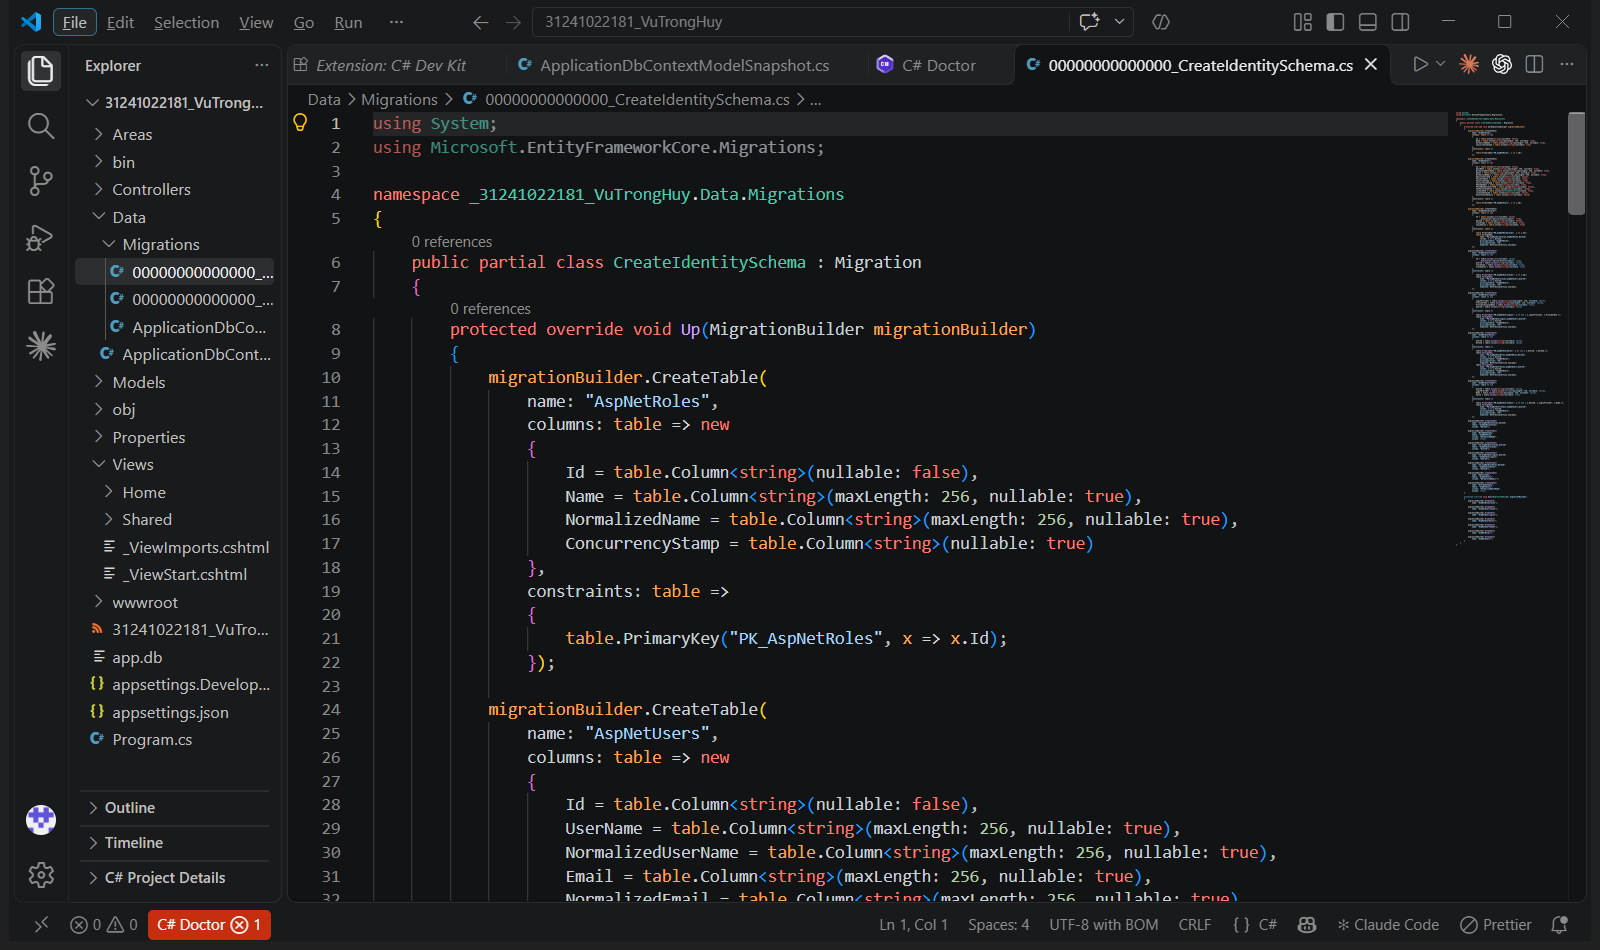 File Edit Selection View Go Run ··· 31241022181_VuTrongHuy
Explorer ···
31241022181_VuTrong...
Areas
bin
Controllers
Data
Migrations
00000000000000_...
00000000000000_...
ApplicationDbCo...
ApplicationDbCont...
Models
obj
Properties
Views
Home
Shared
_ViewImports.cshtml
_ViewStart.cshtml
wwwroot
31241022181_VuTro...
app.db
{} appsettings.Develop...
{} appsettings.json
C# Program.cs
Outline
Timeline
C# Project Details
Extension: C# Dev Kit
C# ApplicationDbContextModelSnapshot.cs
C# Doctor
C# 00000000000000_CreateIdentitySchema.cs
Data > Migrations > C# 00000000000000_CreateIdentitySchema.cs > ...
1 using System;
2 using Microsoft.EntityFrameworkCore.Migrations;
3
4 namespace _31241022181_VuTrongHuy.Data.Migrations
5 {
0 references
6 public partial class CreateIdentitySchema : Migration
7 {
0 references
8 protected override void Up(MigrationBuilder migrationBuilder)
9 {
10 migrationBuilder.CreateTable(
11 name: "AspNetRoles",
12 columns: table => new
13 {
14 Id = table.Column<string>(nullable: false),
15 Name = table.Column<string>(maxLength: 256, nullable: true),
16 NormalizedName = table.Column<string>(maxLength: 256, nullable: true),
17 ConcurrencyStamp = table.Column<string>(nullable: true)
18 },
19 constraints: table =>
20 {
21 table.PrimaryKey("PK_AspNetRoles", x => x.Id);
22 });
23
24 migrationBuilder.CreateTable(
25 name: "AspNetUsers",
26 columns: table => new
27 {
28 Id = table.Column<string>(nullable: false),
29 UserName = table.Column<string>(maxLength: 256, nullable: true),
30 NormalizedUserName = table.Column<string>(maxLength: 256, nullable: true),
31 Email = table.Column<string>(maxLength: 256, nullable: true),
32 NormalizedEmail = table.Column<string>(maxLength: 256, nullable: true),
0 0 C# Doctor 1 Ln 1, Col 1 Spaces: 4 UTF-8 with BOM CRLF {} C# Claude Code Prettier